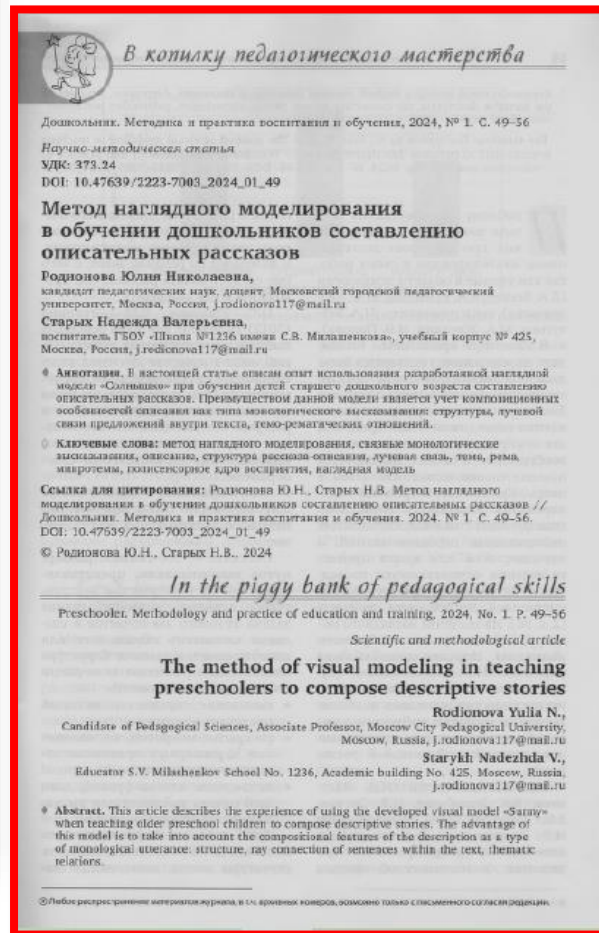 В копилку педагогического мастерства
Дошкольник. Методика и практика воспитания и обучения, 2024, № 1. С. 49–56
Научно-методическая статья
УДК: 373.24
DOI: 10.47639/2223-7003_2024_01_49
Метод наглядного моделирования
в обучении дошкольников составлению
описательных рассказов
Родионова Юлия Николаевна,
кандидат педагогических наук, доцент, Московский городской педагогический
университет, Москва, Россия, j.rodionova117@mail.ru
Старых Надежда Валерьевна,
воспитатель ГБОУ «Школа №1236 имени С.В. Милашенкова», учебный корпус № 425,
Москва, Россия, j.rodionova117@mail.ru
Аннотация. В настоящей статье описан опыт использования разработанной наглядной
модели «Солнышко» при обучении детей старшего дошкольного возраста составлению
описательных рассказов. Преимуществом данной модели является учет композиционных
особенностей описания как типа монологического высказывания: структуры, лучевой
связи предложений внутри текста, темо-рематических отношений.
Ключевые слова: метод наглядного моделирования, связные монологические
высказывания, описание, структура рассказа-описания, лучевая связь, тема, рема,
микротемы, полисенсорное ядро восприятия, наглядная модель
Ссылка для цитирования: Родионова Ю.Н., Старых Н.В. Метод наглядного
моделирования в обучении дошкольников составлению описательных рассказов //
Дошкольник. Методика и практика воспитания и обучения. 2024. № 1. С. 49–56.
DOI: 10.47639/2223-7003_2024_01_49
© Родионова Ю.Н., Старых Н.В., 2024
In the piggy bank of pedagogical skills
Preschooler. Methodology and practice of education and training, 2024, No. 1. P. 49–56
Scientific and methodological article
The method of visual modeling in teaching
preschoolers to compose descriptive stories
Rodionova Yulia N.,
Candidate of Pedagogical Sciences, Associate Professor, Moscow City Pedagogical University,
Moscow, Russia, j.rodionova117@mail.ru
Starykh Nadezhda V.,
Educator S.V. Milashenkov School No. 1236, Academic building No. 425, Moscow, Russia,
j.rodionova117@mail.ru
Abstract. This article describes the experience of using the developed visual model «Sunny»
when teaching older preschool children to compose descriptive stories. The advantage of
this model is to take into account the compositional features of the description as a type
of monological utterance: structure, ray connection of sentences within the text, thematic
relations.
Любое распространение материалов журнала, в т.ч. архивных номеров, возможно только с письменного согласия редакции.